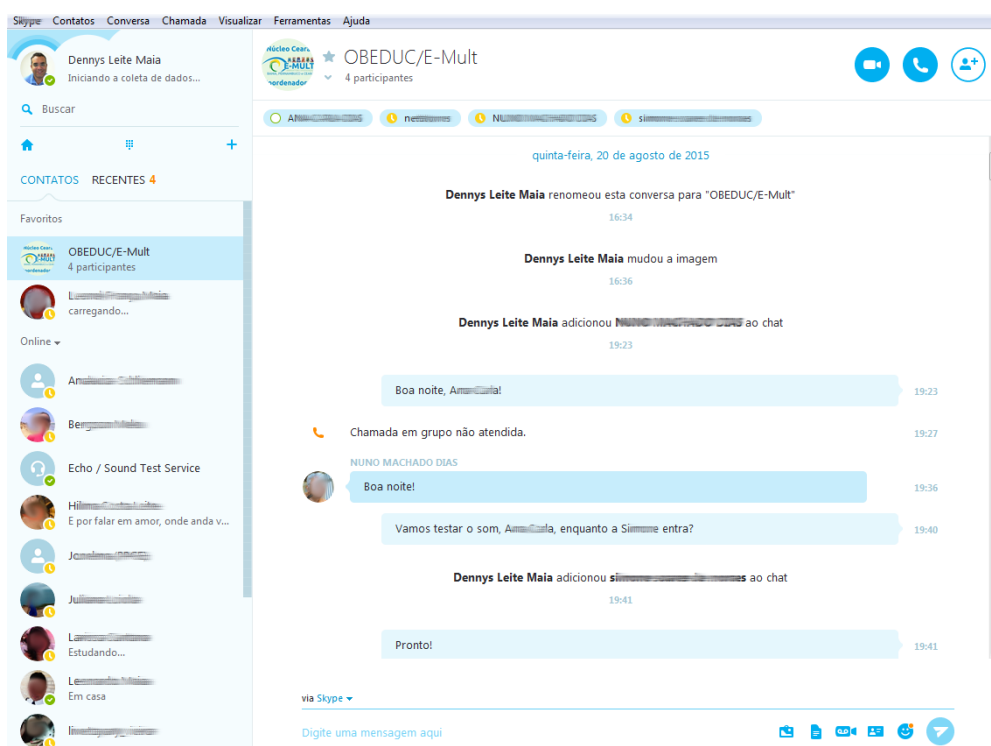 Skype Contatos Conversa Chamada Visualizar Ferramentas Ajuda
Dennys Leite Maia
Iniciando a coleta de dados...
Buscar
CONTATOS RECENTES 4
Favoritos
OBEDUC/E-Mult
4 participantes
carregando...
Online
Echo / Sound Test Service
E por falar em amor, onde anda v...
Estudando...
Em casa
Núcleo Ceará
E-MULT
OBEDUC/E-Mult
4 participantes
quinta-feira, 20 de agosto de 2015
Dennys Leite Maia renomeou esta conversa para "OBEDUC/E-Mult"
16:34
Dennys Leite Maia mudou a imagem
16:36
Dennys Leite Maia adicionou ao chat
19:23
Boa noite, 19:23
Chamada em grupo não atendida. 19:27
NUNO MACHADO DIAS
Boa noite! 19:36
Vamos testar o som, enquanto a entra? 19:40
Dennys Leite Maia adicionou ao chat
19:41
Pronto! 19:41
via Skype
Digite uma mensagem aqui